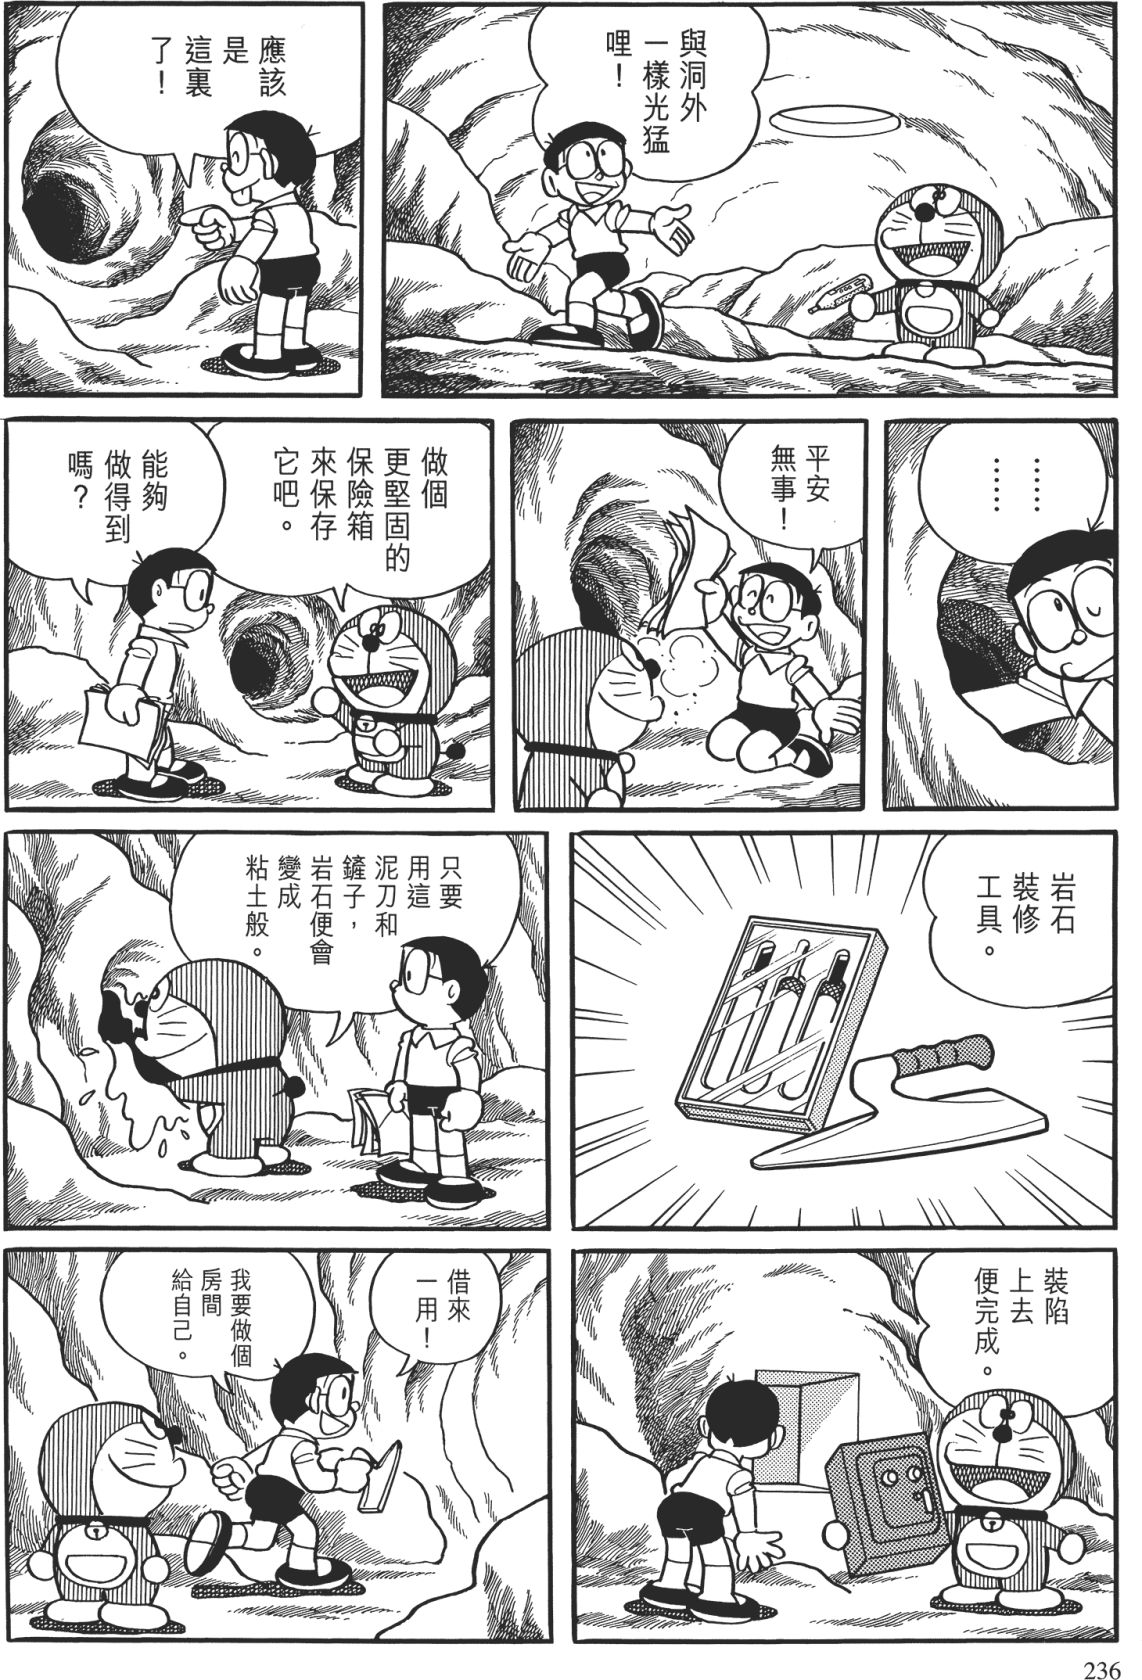 與洞外
一樣光猛
哩！
應該
是
這裏
了！
……
……
平安
無事！
做個
更堅固的
保險箱
來保存
它吧。
能夠
做得到
嗎？
岩石
裝修
工具。
只要
用這
泥刀和
鏟子，
岩石便會
變成
粘土般。
裝陷
上去
便完成。
借來
一用！
我要做個
房間
給自己。
236